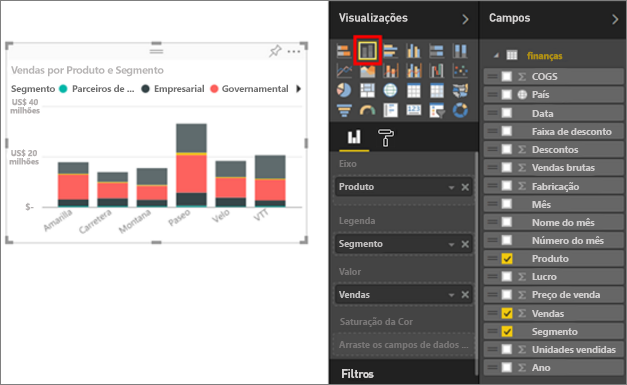 Vendas por Produto e Segmento
Segmento Parceiros de ... Empresarial Governamental
US$ 40
milhões
US$ 20
milhões
$-
Amarilla
Carretera
Montana
Paseo
Velo
VTT
Visualizações
Eixo
Produto
Legenda
Segmento
Valor
Vendas
Saturação da Cor
Arraste os campos de dados ...
Filtros
Campos
finanças
Σ COGS
País
Data
Faixa de desconto
Σ Descontos
Σ Vendas brutas
Σ Fabricação
Mês
Nome do mês
Número do mês
Produto
Σ Lucro
Σ Preço de venda
Σ Vendas
Segmento
Σ Unidades vendidas
Σ Ano